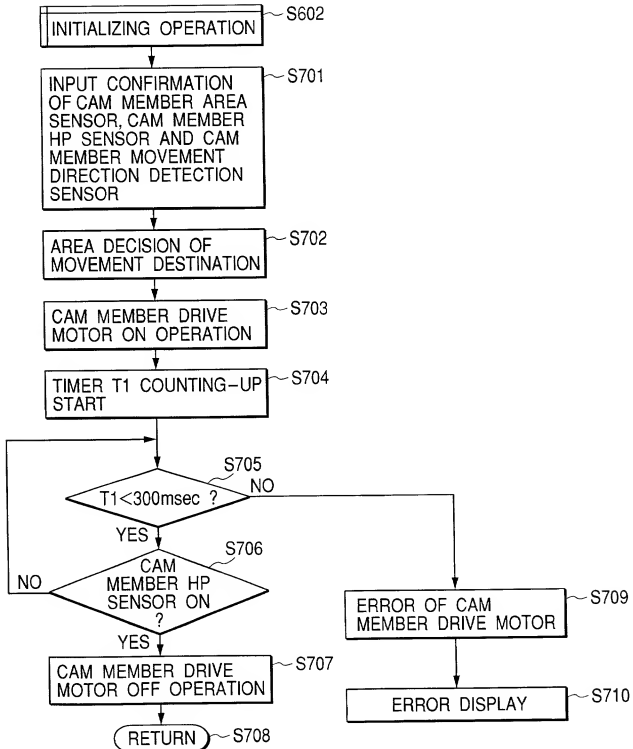 INITIALIZING OPERATION
S602
INPUT CONFIRMATION
OF CAM MEMBER AREA
SENSOR, CAM MEMBER
HP SENSOR AND CAM
MEMBER MOVEMENT
DIRECTION DETECTION
SENSOR
S701
AREA DECISION OF
MOVEMENT DESTINATION
S702
CAM MEMBER DRIVE
MOTOR ON OPERATION
S703
TIMER T1 COUNTING-UP
START
S704
S705
T1<300msec ?
NO
YES
S706
CAM
MEMBER HP
SENSOR ON
?
NO
YES
CAM MEMBER DRIVE
MOTOR OFF OPERATION
S707
RETURN
S708
ERROR OF CAM
MEMBER DRIVE MOTOR
S709
ERROR DISPLAY
S710